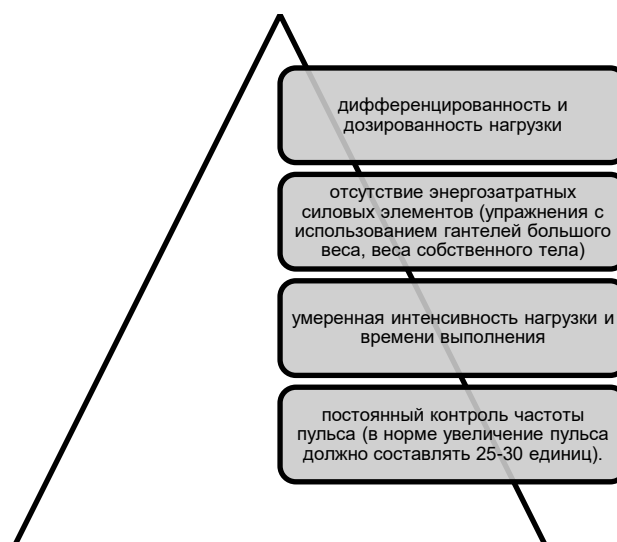 дифференцированность и
дозированность нагрузки
отсутствие энергозатратных
силовых элементов (упражнения с
использованием гантелей большого
веса, веса собственного тела)
умеренная интенсивность нагрузки и
времени выполнения
постоянный контроль частоты
пульса (в норме увеличение пульса
должно составлять 25-30 единиц).